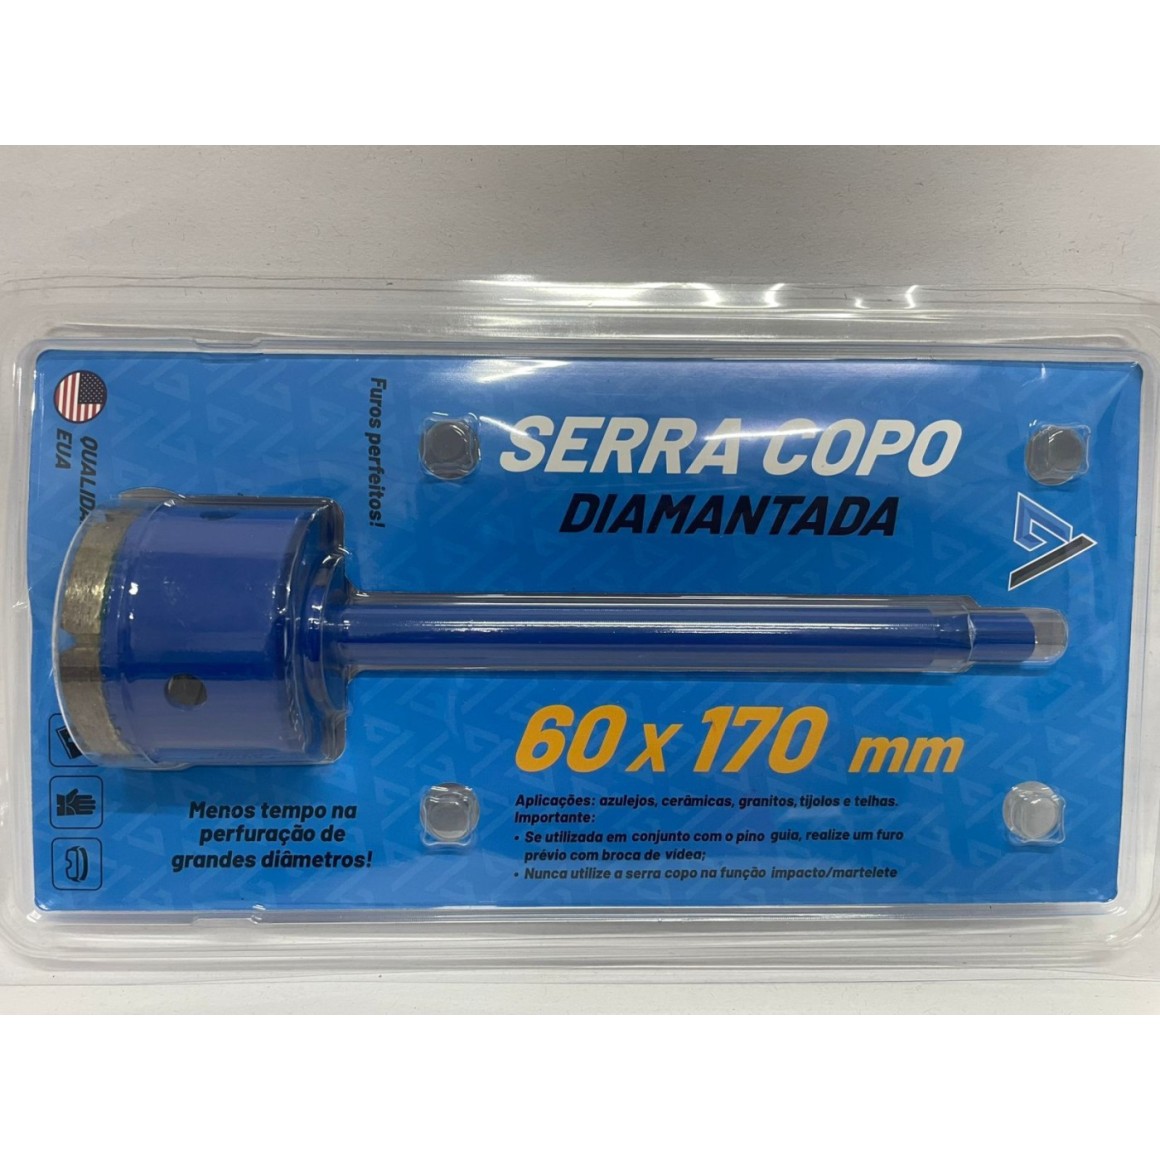 SERRA COPO
DIAMANTADA
60 x 170 mm
Aplicações: azulejos, cerâmicas, granitos, tijolos e telhas.
Importante:
• Se utilizada em conjunto com o pino guia, realize um furo
prévio com broca de vídea;
• Nunca utilize a serra copo na função impacto/martelete
Furos perfeitos!
EUA
Menos tempo na
perfuração de
grandes diâmetros!